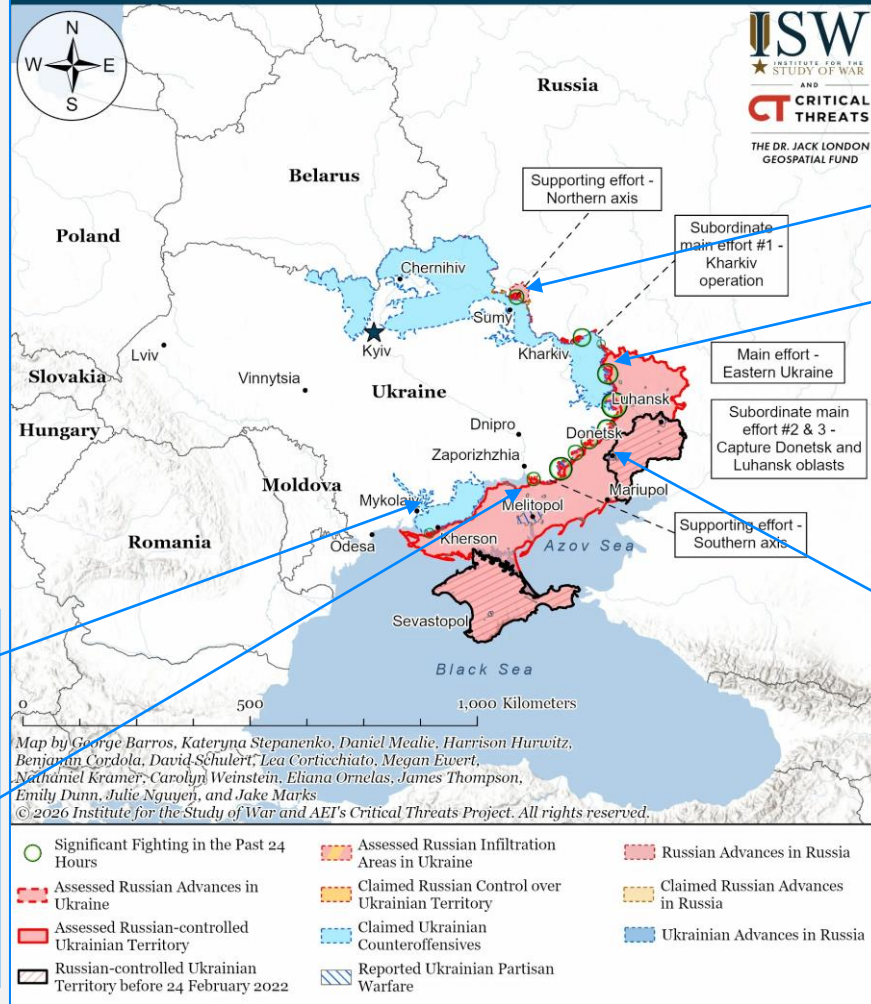 N
W E
S
ISW
INSTITUTE FOR THE
STUDY OF WAR
AND
CT CRITICAL
THREATS
THE DR. JACK LONDON
GEOSPATIAL FUND
Russia
Belarus
Supporting effort -
Northern axis
Poland
Subordinate
main effort #1 -
Kharkiv
operation
Chernihiv
Sumy
Kyiv
Lviv
Kharkiv
Main effort -
Eastern Ukraine
Slovakia
Vinnytsia
Ukraine
Luhansk
Subordinate main
effort #2 & 3 -
Capture Donetsk and
Luhansk oblasts
Hungary
Dnipro
Donetsk
Zaporizhzhia
Moldova
Mykolaiv
Melitopol
Mariupol
Supporting effort -
Southern axis
Romania
Odesa
Kherson
Azov Sea
Sevastopol
Black Sea
0 500 1,000 Kilometers
Map by George Barros, Kateryna Stepanenko, Daniel Mealie, Harrison Hurwitz,
Benjamin Cordola, David Schulert, Lea Corticchiato, Megan Ewert,
Nathaniel Kramer, Carolyn Weinstein, Eliana Ornelas, James Thompson,
Emily Dunn, Julie Nguyen, and Jake Marks
© 2026 Institute for the Study of War and AEI's Critical Threats Project. All rights reserved.
Significant Fighting in the Past 24
Hours
Assessed Russian Advances in
Ukraine
Assessed Russian-controlled
Ukrainian Territory
Russian-controlled Ukrainian
Territory before 24 February 2022
Assessed Russian Infiltration
Areas in Ukraine
Claimed Russian Control over
Ukrainian Territory
Claimed Ukrainian
Counteroffensives
Reported Ukrainian Partisan
Warfare
Russian Advances in Russia
Claimed Russian Advances
in Russia
Ukrainian Advances in Russia